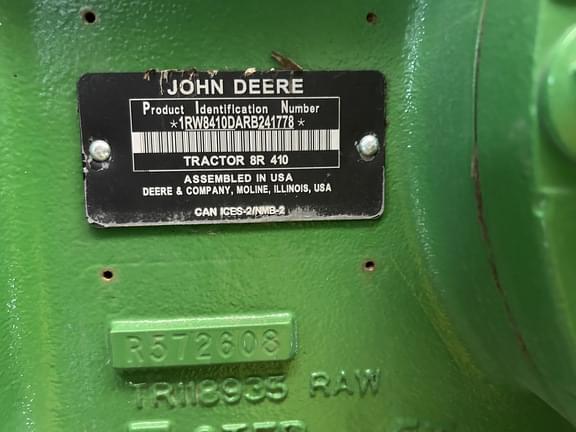 JOHN DEERE
Product Identification Number
*1RW8410DARB241778*
TRACTOR 8R 410
ASSEMBLED IN USA
DEERE & COMPANY, MOLINE, ILLINOIS, USA
CAN ICES-2/NMB-2
R572608
TR118935 RAW